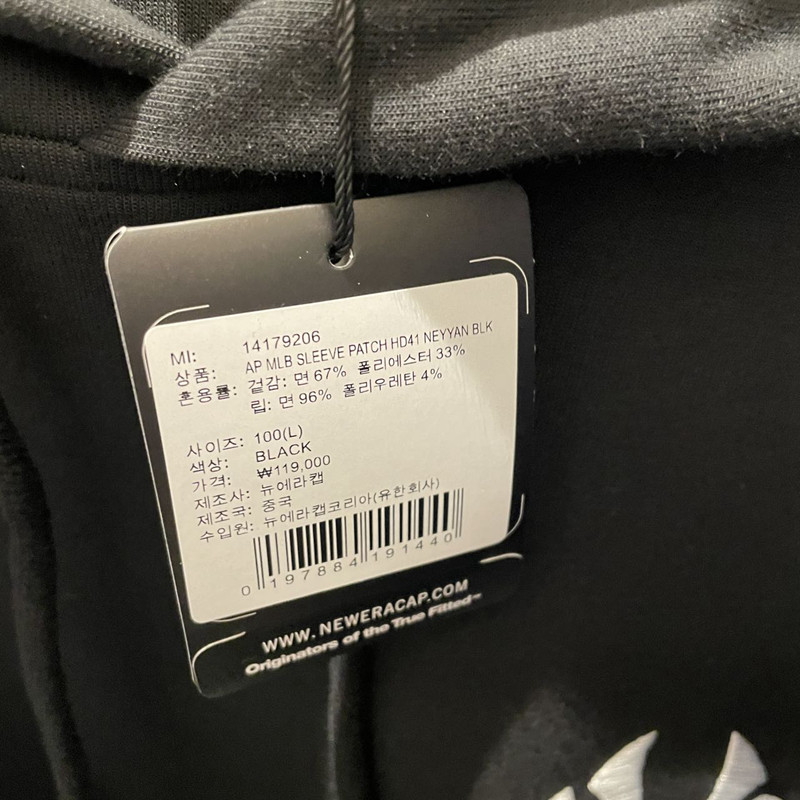 MI: 14179206
상품: AP MLB SLEEVE PATCH HD41 NEYYAN BLK
혼용률: 겉감: 면 67% 폴리에스터 33%
립: 면 96% 폴리우레탄 4%
사이즈: 100(L)
색상: BLACK
가격: ₩119,000
제조사: 뉴에라캡
제조국: 중국
수입원: 뉴에라캡코리아(유한회사)
0 197884 191440
WWW.NEWERACAP.COM
Originators of the True Fitted™